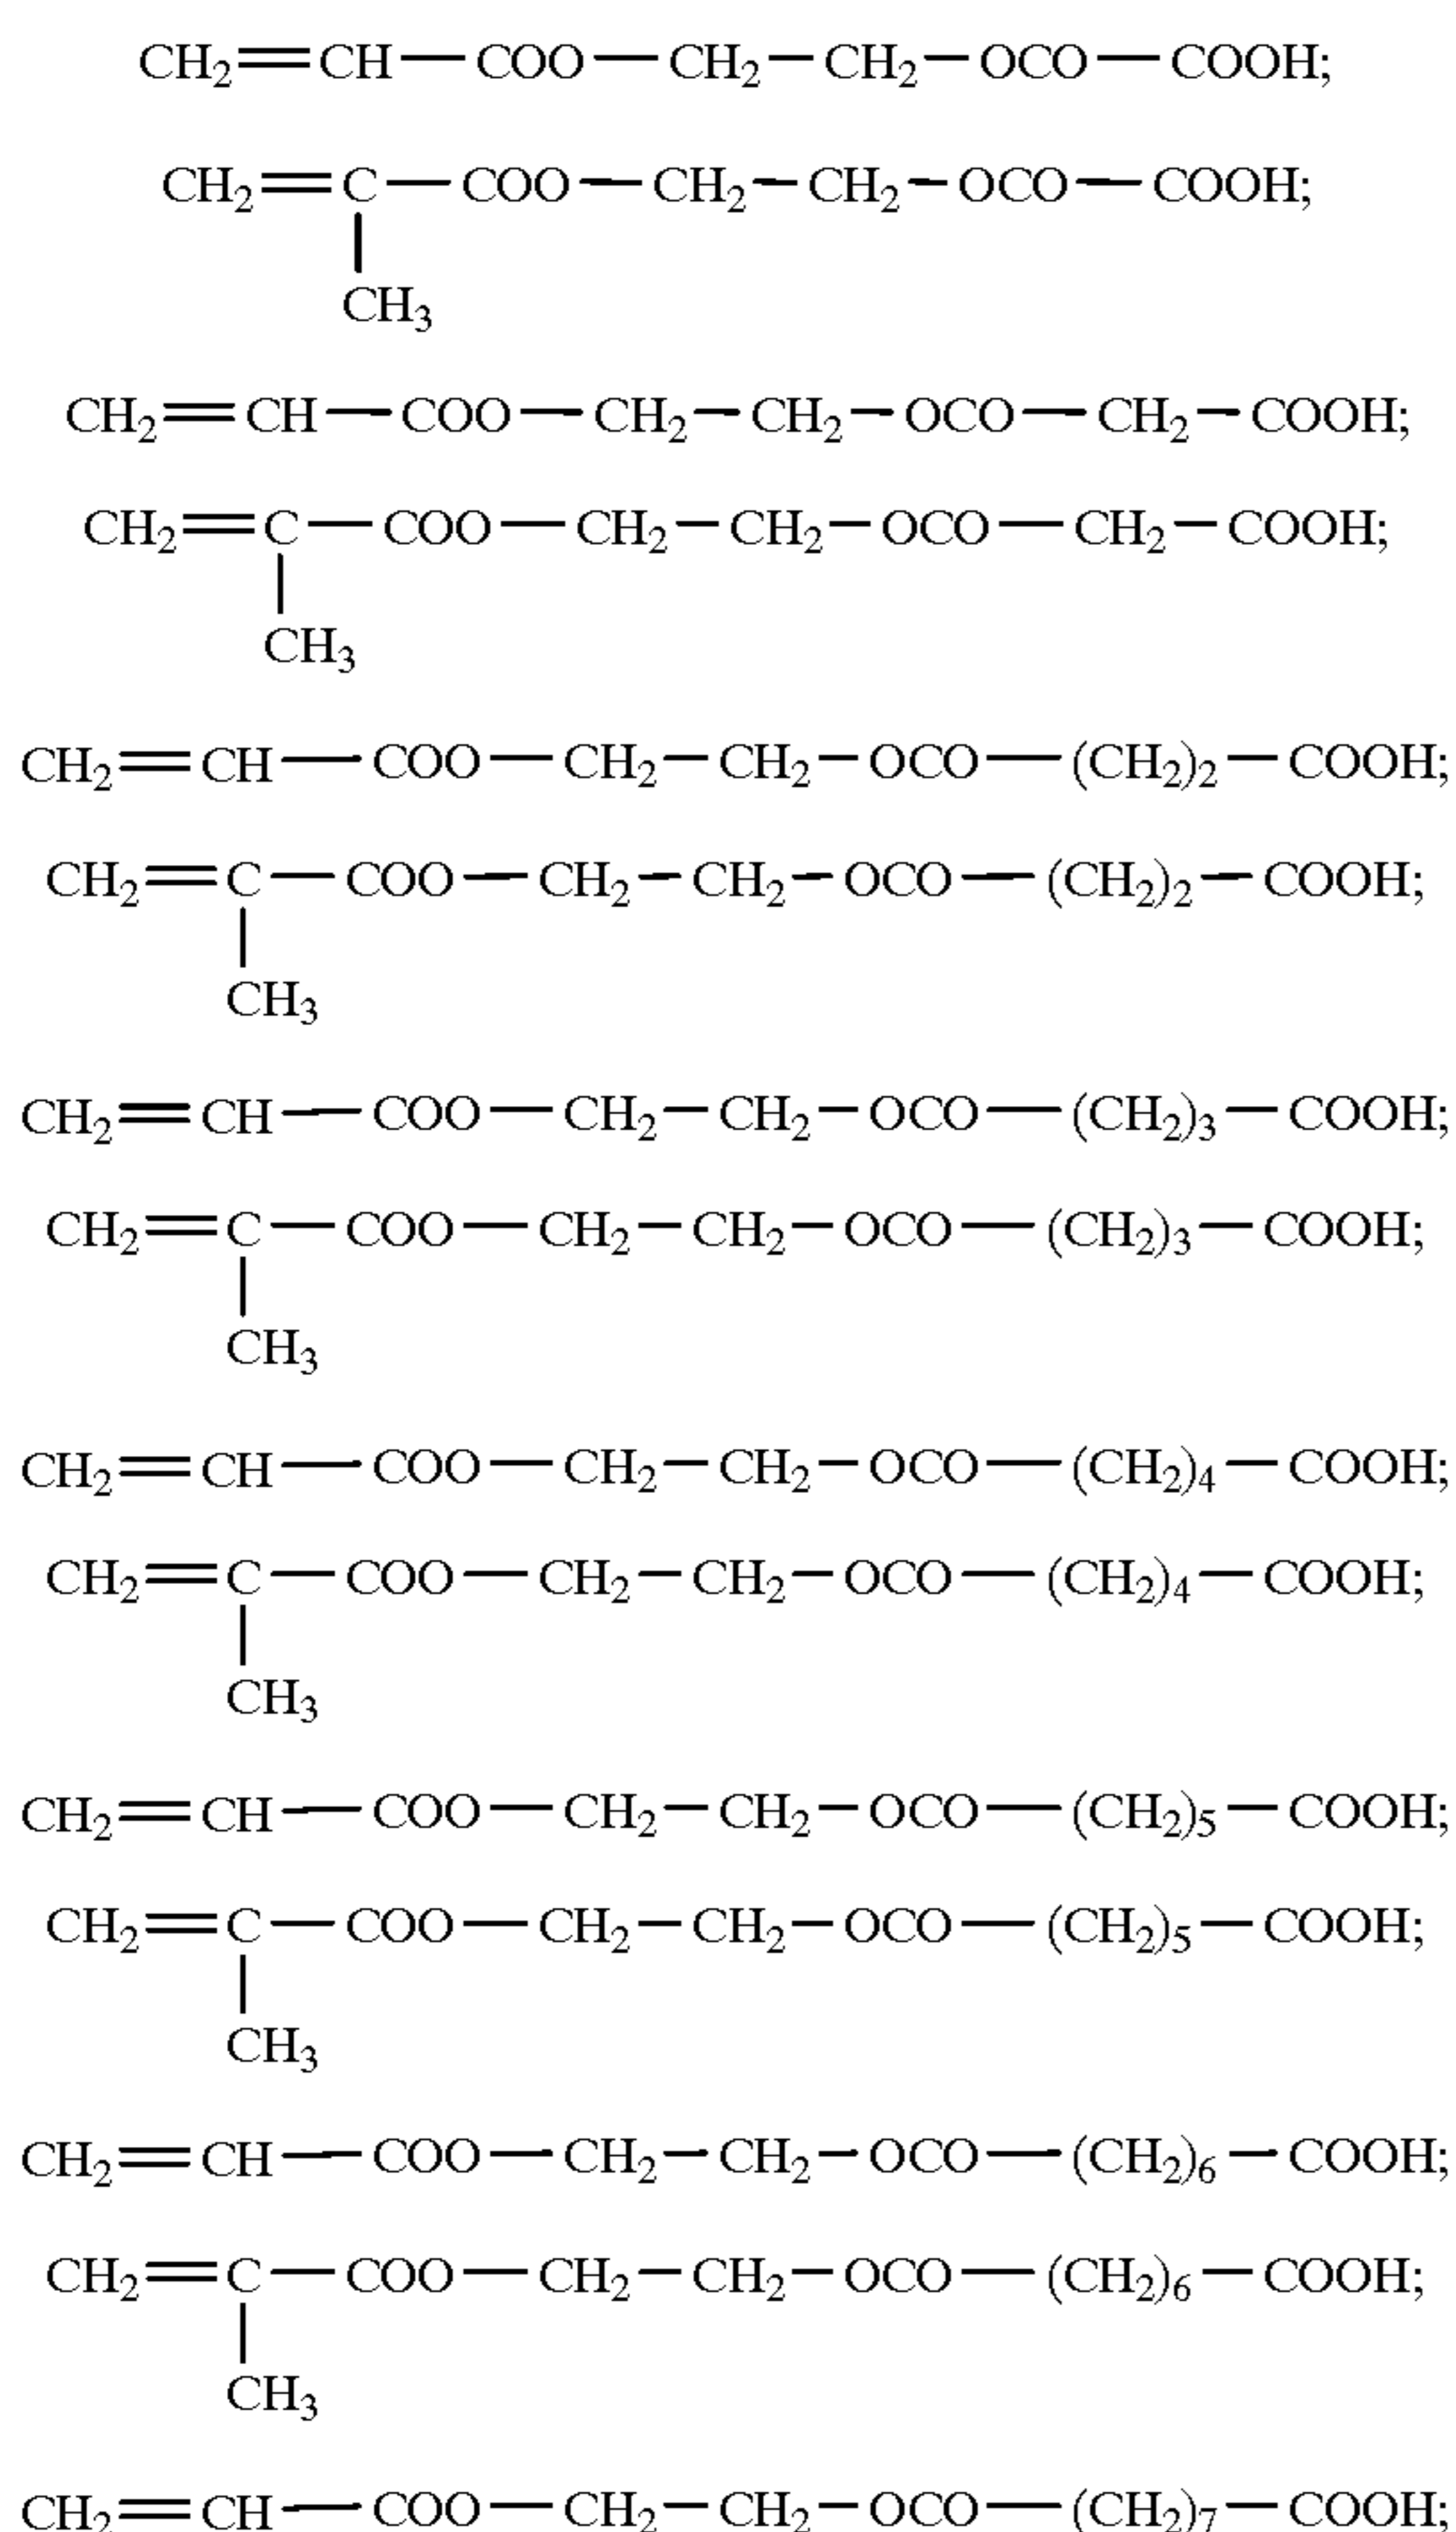 CH₂═CH—COO—CH₂—CH₂—OCO—COOH;
CH₂═C—COO—CH₂—CH₂—OCO—COOH;
CH₃
CH₂═CH—COO—CH₂—CH₂—OCO—CH₂—COOH;
CH₂═C—COO—CH₂—CH₂—OCO—CH₂—COOH;
CH₃
CH₂═CH—COO—CH₂—CH₂—OCO—(CH₂)₂—COOH;
CH₂═C—COO—CH₂—CH₂—OCO—(CH₂)₂—COOH;
CH₃
CH₂═CH—COO—CH₂—CH₂—OCO—(CH₂)₃—COOH;
CH₂═C—COO—CH₂—CH₂—OCO—(CH₂)₃—COOH;
CH₃
CH₂═CH—COO—CH₂—CH₂—OCO—(CH₂)₄—COOH;
CH₂═C—COO—CH₂—CH₂—OCO—(CH₂)₄—COOH;
CH₃
CH₂═CH—COO—CH₂—CH₂—OCO—(CH₂)₅—COOH;
CH₂═C—COO—CH₂—CH₂—OCO—(CH₂)₅—COOH;
CH₃
CH₂═CH—COO—CH₂—CH₂—OCO—(CH₂)₆—COOH;
CH₂═C—COO—CH₂—CH₂—OCO—(CH₂)₆—COOH;
CH₃
CH₂═CH—COO—CH₂—CH₂—OCO—(CH₂)₇—COOH;